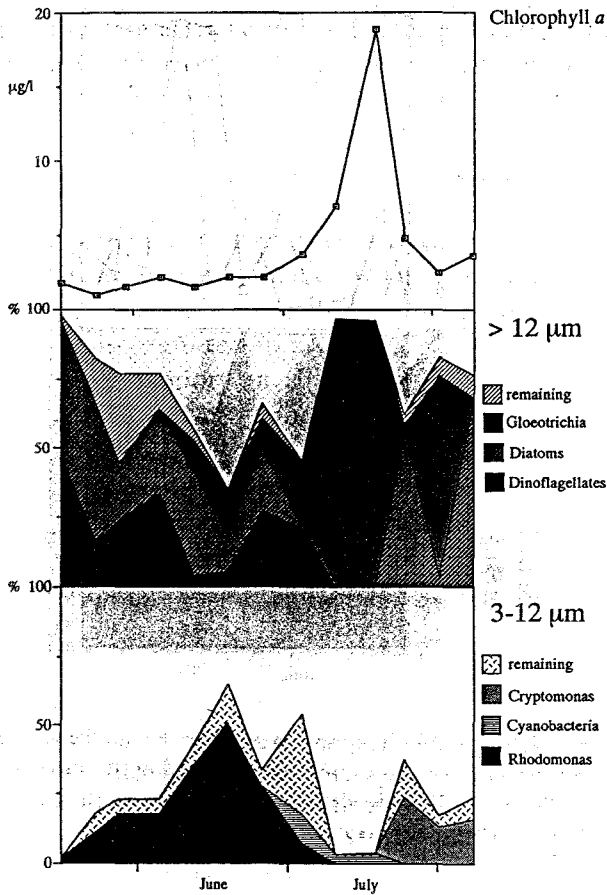 20
Chlorophyll a
µg/l
10
% 100
> 12 µm
remaining
Gloeotrichia
50
Diatoms
Dinoflagellates
% 100
3-12 µm
remaining
Cryptomonas
50
Cyanobacteria
Rhodomonas
0
June
July